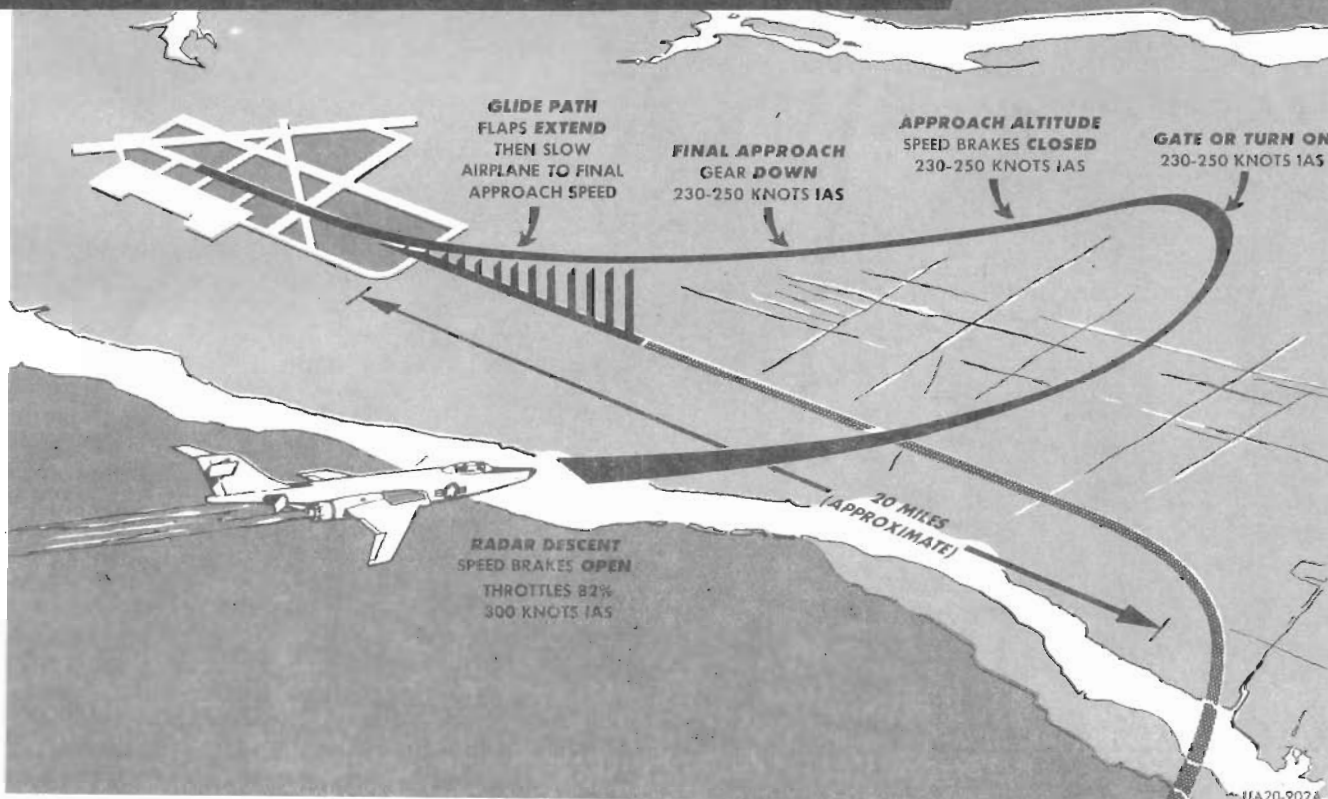 GLIDE PATH
FLAPS EXTEND
THEN SLOW
AIRPLANE TO FINAL
APPROACH SPEED
FINAL APPROACH
GEAR DOWN
230-250 KNOTS IAS
APPROACH ALTITUDE
SPEED BRAKES CLOSED
230-250 KNOTS IAS
GATE OR TURN ON
230-250 KNOTS IAS
20 MILES
(APPROXIMATE)
RADAR DESCENT
SPEED BRAKES OPEN
THROTTLES 82%
300 KNOTS IAS